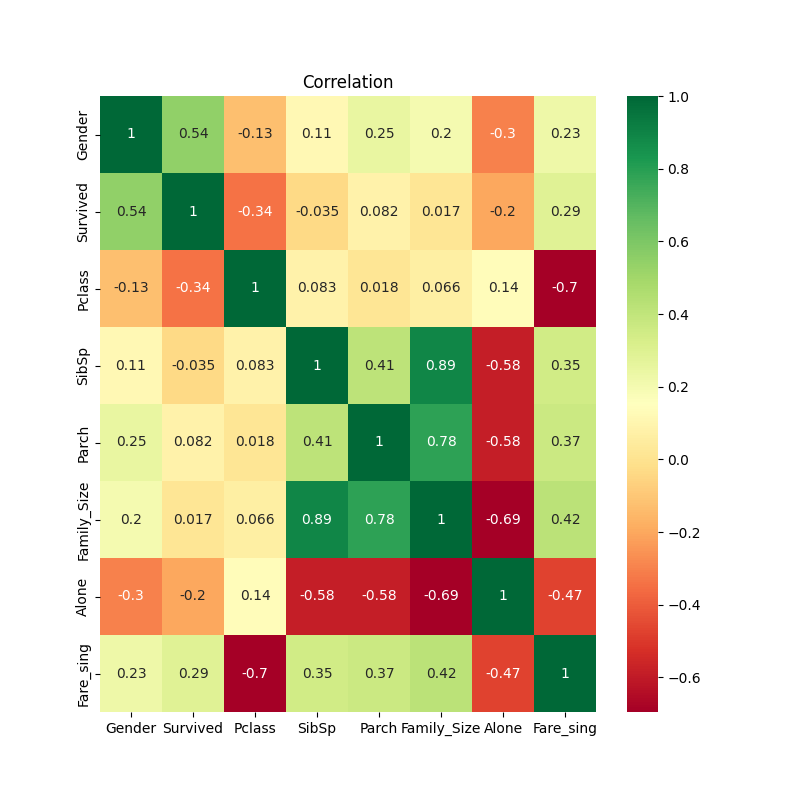 Correlation
Gender 1 0.54 -0.13 0.11 0.25 0.2 -0.3 0.23
Survived 0.54 1 -0.34 -0.035 0.082 0.017 -0.2 0.29
Pclass -0.13 -0.34 1 0.083 0.018 0.066 0.14 -0.7
SibSp 0.11 -0.035 0.083 1 0.41 0.89 -0.58 0.35
Parch 0.25 0.082 0.018 0.41 1 0.78 -0.58 0.37
Family_Size 0.2 0.017 0.066 0.89 0.78 1 -0.69 0.42
Alone -0.3 -0.2 0.14 -0.58 -0.58 -0.69 1 -0.47
Fare_sing 0.23 0.29 -0.7 0.35 0.37 0.42 -0.47 1
Gender Survived Pclass SibSp Parch Family_Size Alone Fare_sing
1.0
0.8
0.6
0.4
0.2
0.0
−0.2
−0.4
−0.6